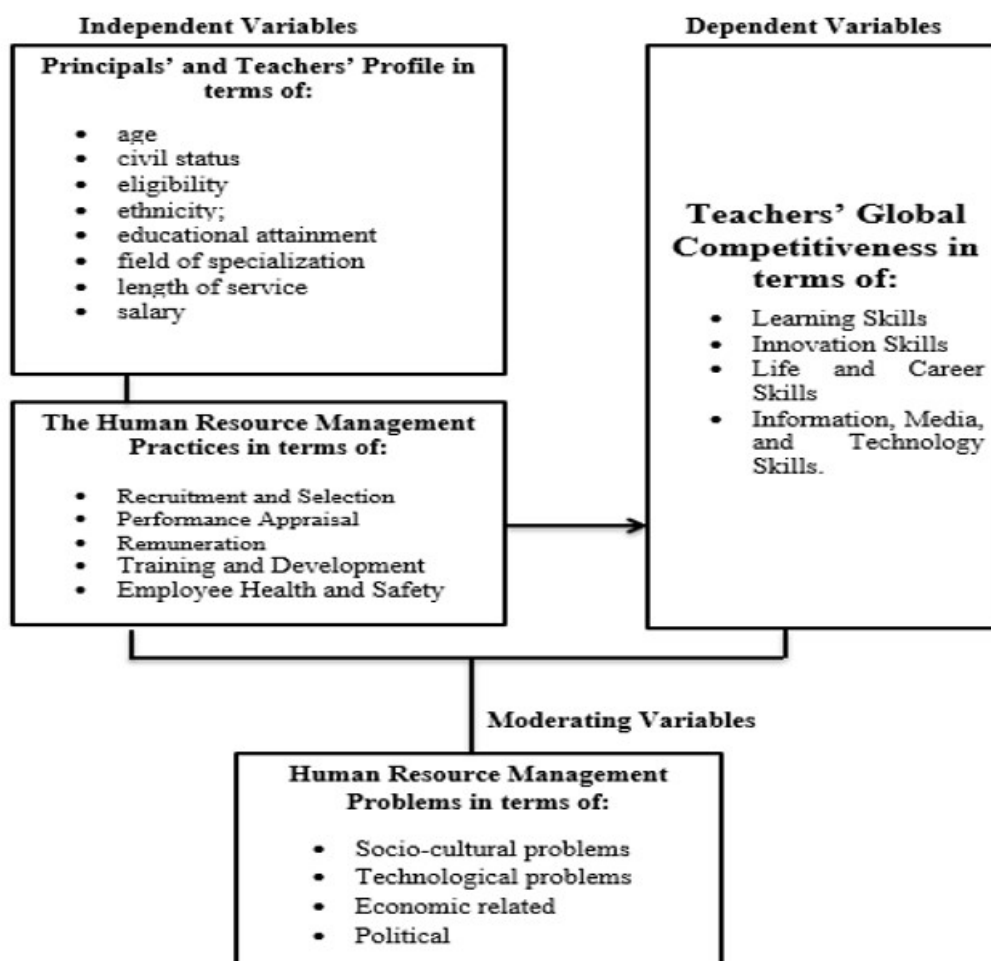 Independent Variables
Principals’ and Teachers’ Profile in
terms of:
• age
• civil status
• eligibility
• ethnicity;
• educational attainment
• field of specialization
• length of service
• salary
The Human Resource Management
Practices in terms of:
• Recruitment and Selection
• Performance Appraisal
• Remuneration
• Training and Development
• Employee Health and Safety
Dependent Variables
Teachers’ Global
Competitiveness in
terms of:
• Learning Skills
• Innovation Skills
• Life and Career
Skills
• Information, Media,
and Technology
Skills.
Moderating Variables
Human Resource Management
Problems in terms of:
• Socio-cultural problems
• Technological problems
• Economic related
• Political